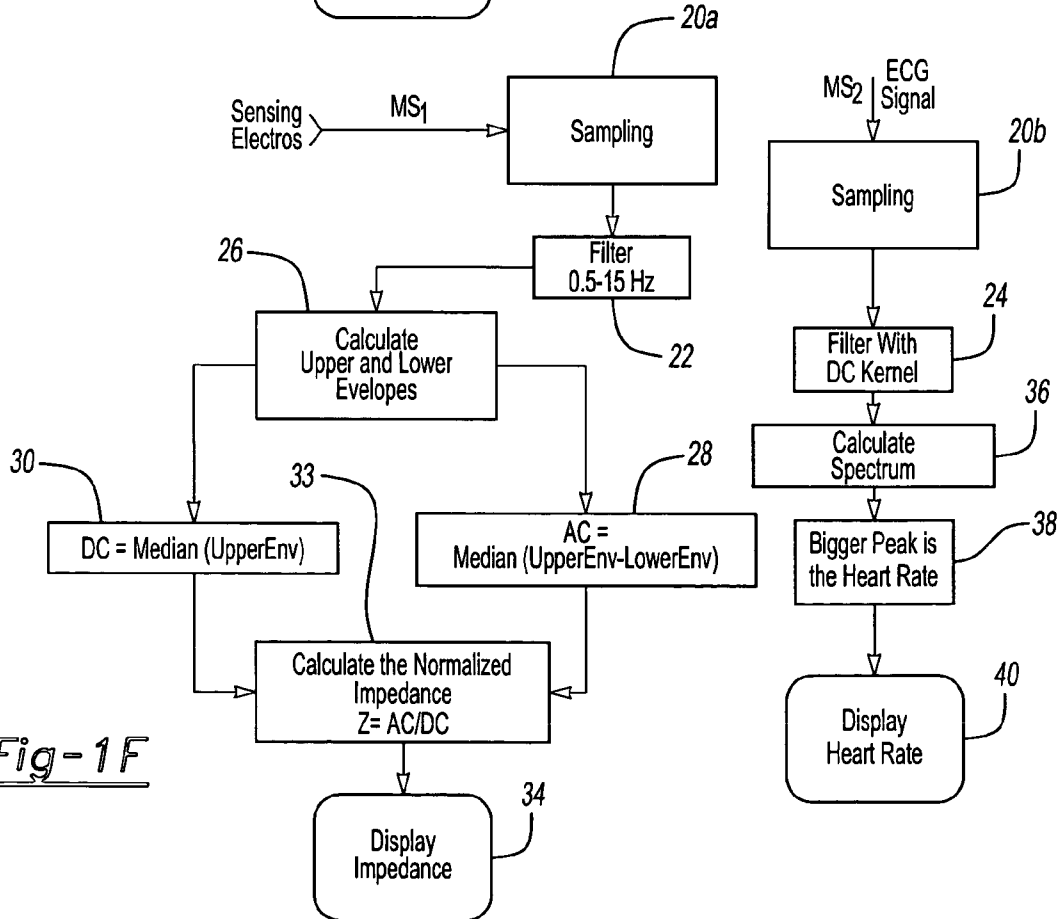 20a
Sensing
Electros
MS1
Sampling
MS2
ECG
Signal
20b
Sampling
26
Filter
0.5-15 Hz
22
Calculate
Upper and Lower
Evelopes
24
Filter With
DC Kernel
36
Calculate
Spectrum
30
33
28
DC = Median (UpperEnv)
AC =
Median (UpperEnv-LowerEnv)
38
Bigger Peak is
the Heart Rate
Calculate the Normalized
Impedance
Z= AC/DC
40
Display
Heart Rate
Fig-1F
34
Display
Impedance